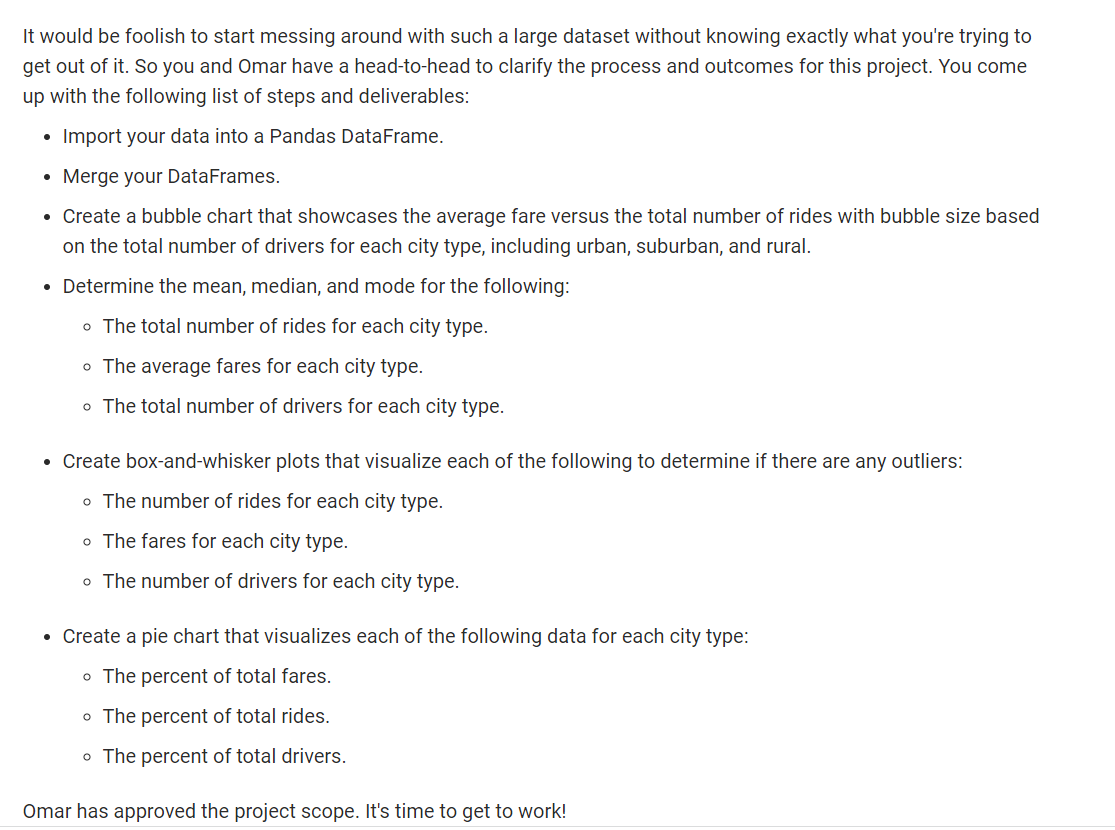 It would be foolish to start messing around with such a large dataset without knowing exactly what you're trying to
get out of it. So you and Omar have a head-to-head to clarify the process and outcomes for this project. You come
up with the following list of steps and deliverables:
• Import your data into a Pandas DataFrame.
• Merge your DataFrames.
• Create a bubble chart that showcases the average fare versus the total number of rides with bubble size based
on the total number of drivers for each city type, including urban, suburban, and rural.
• Determine the mean, median, and mode for the following:
◦ The total number of rides for each city type.
◦ The average fares for each city type.
◦ The total number of drivers for each city type.
• Create box-and-whisker plots that visualize each of the following to determine if there are any outliers:
◦ The number of rides for each city type.
◦ The fares for each city type.
◦ The number of drivers for each city type.
• Create a pie chart that visualizes each of the following data for each city type:
◦ The percent of total fares.
◦ The percent of total rides.
◦ The percent of total drivers.
Omar has approved the project scope. It's time to get to work!